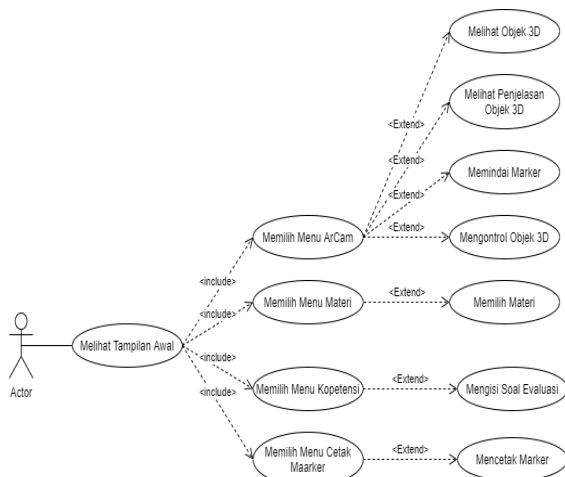 Melihat Objek 3D
Melihat Penjelasan
Objek 3D
<Extend>
<Extend>
Memindai Marker
<Extend>
<Extend>
Memilih Menu ArCam
Mengontrol Objek 3D
<include>
<include>
Memilih Menu Materi
<Extend>
Memilih Materi
Melihat Tampilan Awal
Actor
<include>
Memilih Menu Kopetensi
<Extend>
Mengisi Soal Evaluasi
<include>
Memilih Menu Cetak
Maarker
<Extend>
Mencetak Marker